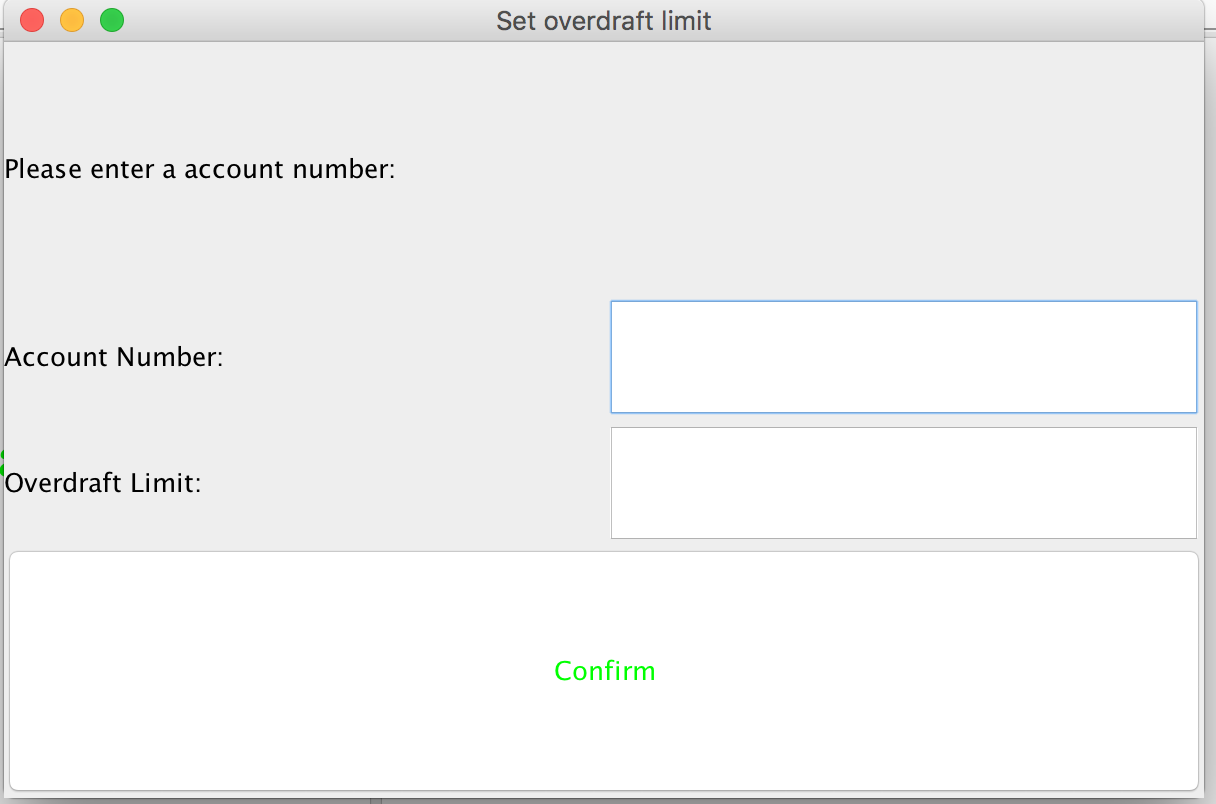 Set overdraft limit
Please enter a account number:
Account Number:
Overdraft Limit:
Confirm